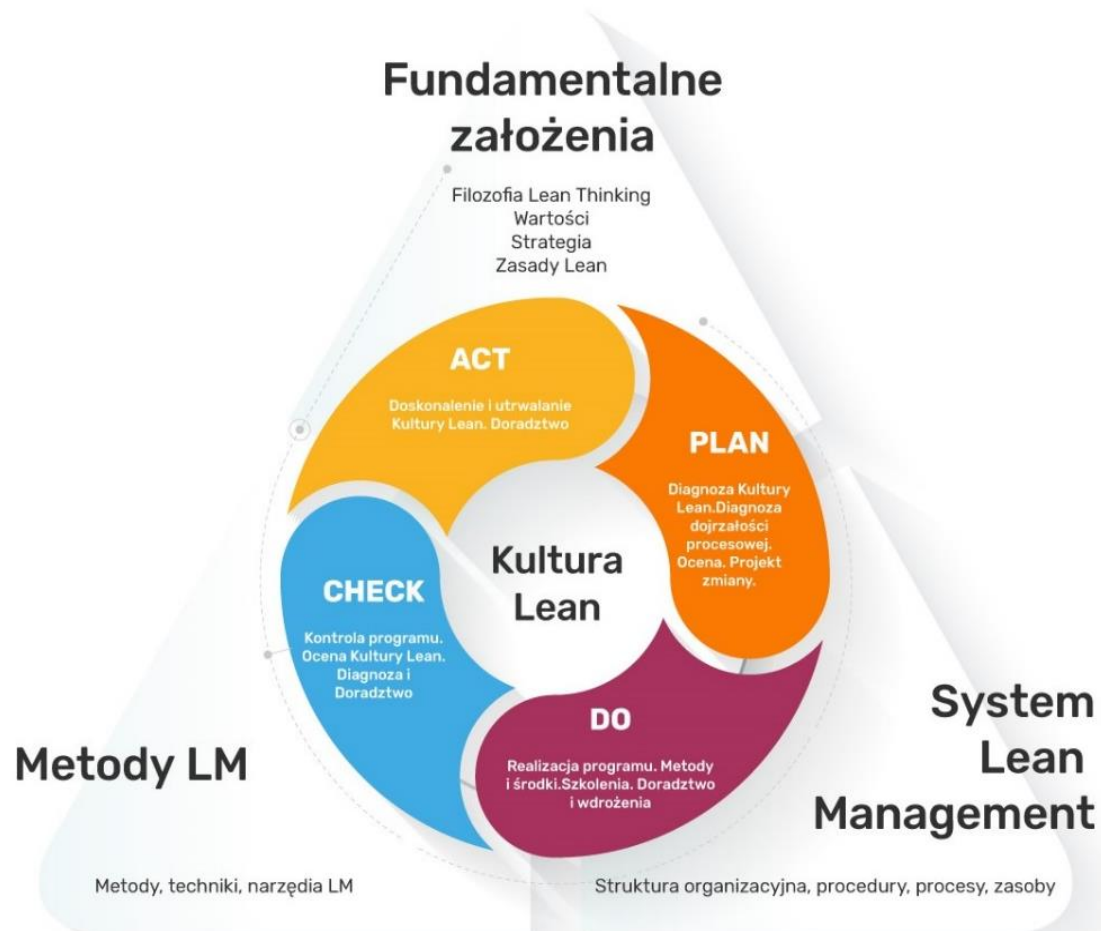 Fundamentalne
założenia
Filozofia Lean Thinking
Wartości
Strategia
Zasady Lean
ACT
Doskonalenie i utrwalanie
Kultury Lean. Doradztwo
PLAN
Diagnoza Kultury
Lean.Diagnoza
dojrzałości
procesowej.
Ocena. Projekt
zmiany.
Kultura
Lean
CHECK
Kontrola programu.
Ocena Kultury Lean.
Diagnoza i
Doradztwo
DO
Realizacja programu. Metody
i środki.Szkolenia. Doradztwo
i wdrożenia
Metody LM
Metody, techniki, narzędia LM
System
Lean
Management
Struktura organizacyjna, procedury, procesy, zasoby